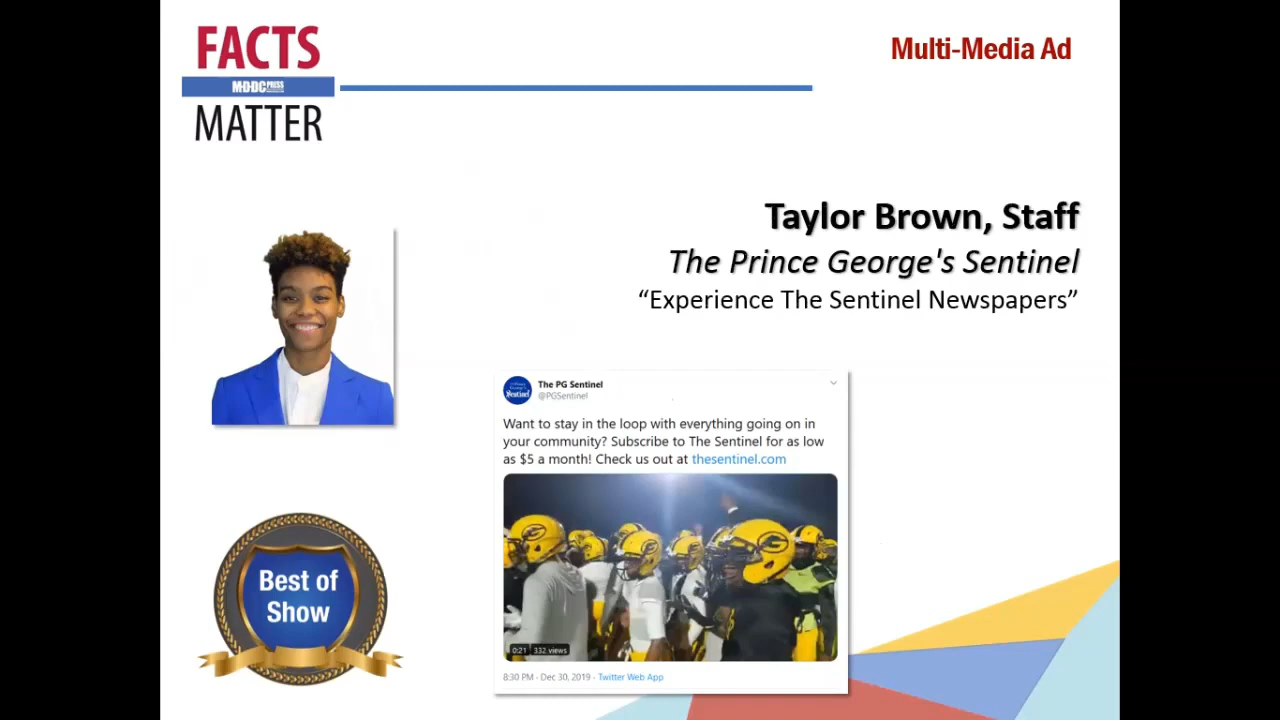 FACTS
MDDC PRESS
MATTER
Multi-Media Ad
Taylor Brown, Staff
The Prince George's Sentinel
“Experience The Sentinel Newspapers”
The PG Sentinel
@PGSentinel
Sentinel
Want to stay in the loop with everything going on in
your community? Subscribe to The Sentinel for as low
as $5 a month! Check us out at thesentinel.com
G
G
0:21 332 views
8:30 PM - Dec 30, 2019 - Twitter Web App
Best of
Show